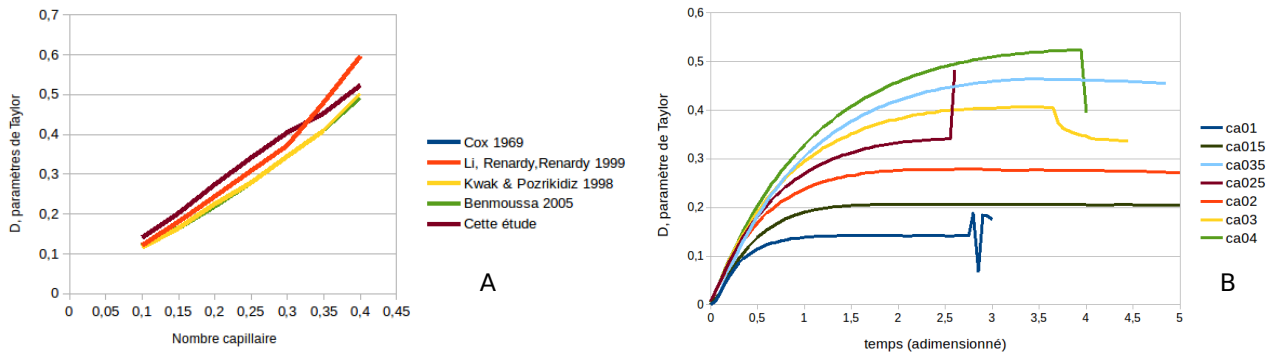 0,7
0,6
0,5
0,4
0,3
0,2
0,1
0
D, paramètres de Taylor
0 0,05 0,1 0,15 0,2 0,25 0,3 0,35 0,4 0,45
Nombre capillaire
Cox 1969
Li, Renardy,Renardy 1999
Kwak & Pozrikidiz 1998
Benmoussa 2005
Cette étude
A
0,6
0,5
0,4
0,3
0,2
0,1
0
D, paramètre de Taylor
0 0,5 1 1,5 2 2,5 3 3,5 4 4,5 5
temps (adimensionné)
ca01
ca015
ca035
ca025
ca02
ca03
ca04
B